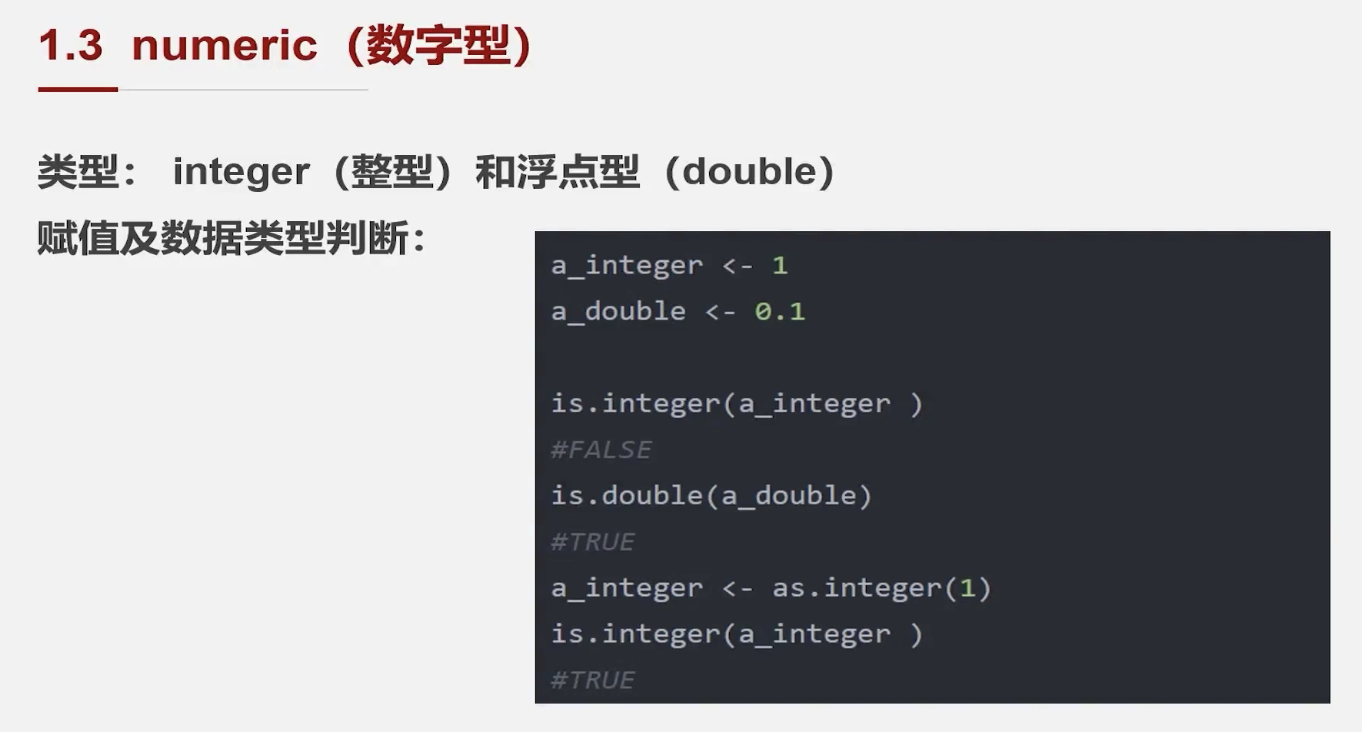 1.3 numeric（数字型）
类型： integer（整型）和浮点型（double）
赋值及数据类型判断：
a_integer <- 1
a_double <- 0.1
is.integer(a_integer )
#FALSE
is.double(a_double)
#TRUE
a_integer <- as.integer(1)
is.integer(a_integer )
#TRUE